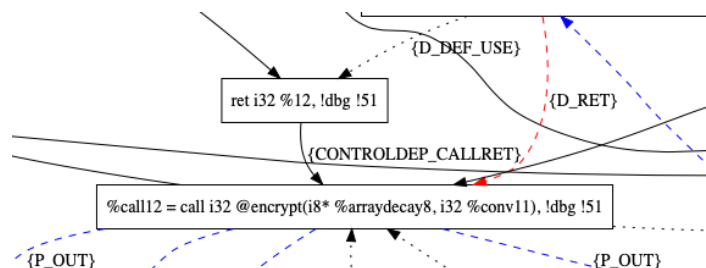 {D_DEF_USE}
ret i32 %12, !dbg !51
{D_RET}
{CONTROLDEP_CALLRET}
%call12 = call i32 @encrypt(i8* %arraydecay8, i32 %conv11), !dbg !51
{P_OUT}
{P_OUT}